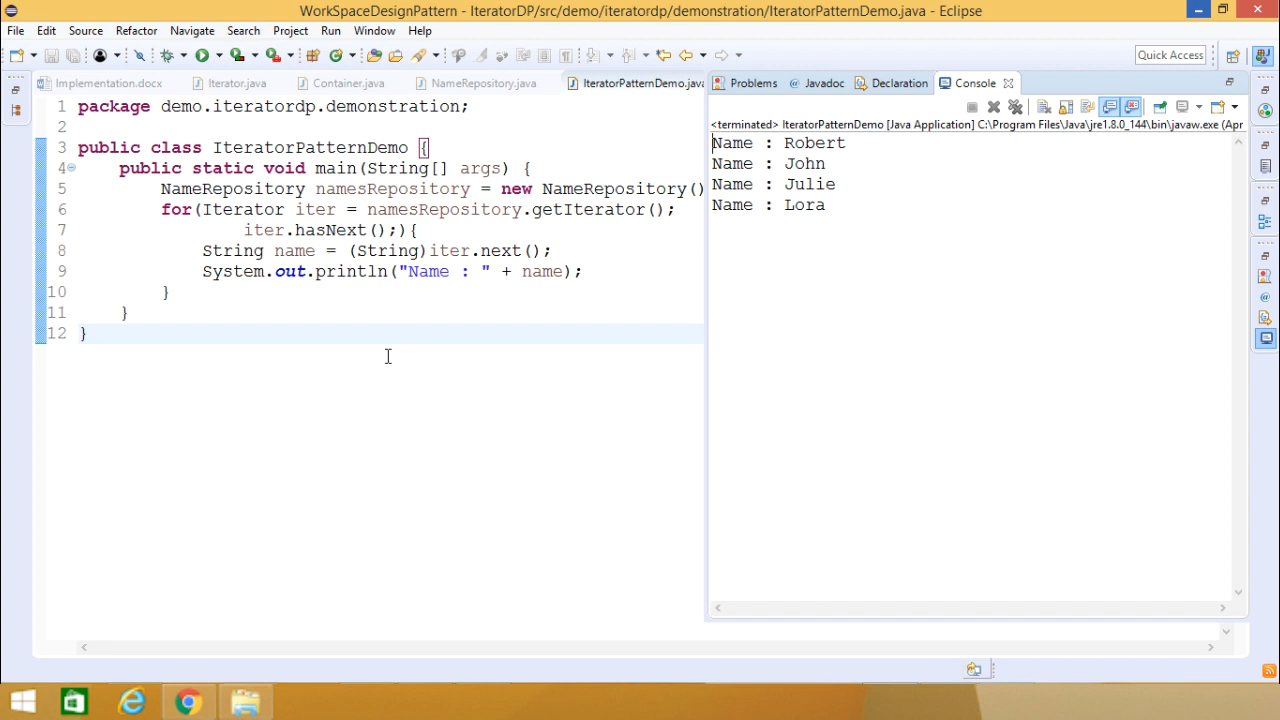 WorkSpaceDesignPattern - IteratorDP/src/demo/iteratordp/demonstration/IteratorPatternDemo.java - Eclipse
File Edit Source Refactor Navigate Search Project Run Window Help
Quick Access
Implementation.docx Iterator.java Container.java NameRepository.java IteratorPatternDemo.java
Problems Javadoc Declaration Console
<terminated> IteratorPatternDemo [Java Application] C:\Program Files\Java\jre1.8.0_144\bin\javaw.exe (Apr
1 package demo.iteratordp.demonstration;
2
3 public class IteratorPatternDemo {
4 public static void main(String[] args) {
5 NameRepository namesRepository = new NameRepository()
6 for(Iterator iter = namesRepository.getIterator();
7 iter.hasNext();){
8 String name = (String)iter.next();
9 System.out.println("Name : " + name);
10 }
11 }
12 }
Name : Robert
Name : John
Name : Julie
Name : Lora